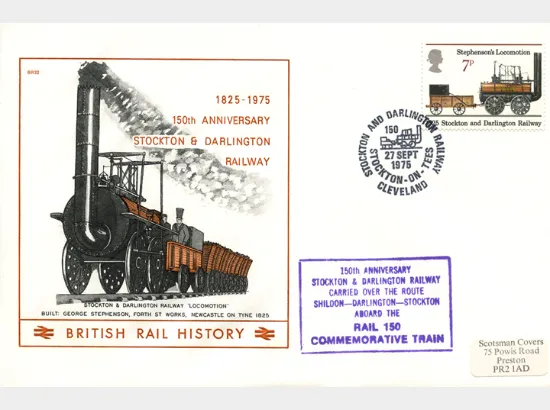 1825-1975
150th ANNIVERSARY
STOCKTON & DARLINGTON
RAILWAY
STOCKTON & DARLINGTON RAILWAY 'LOCOMOTION'
BUILT: GEORGE STEPHENSON, FORTH ST WORKS, NEWCASTLE ON TYNE 1825
BRITISH RAIL HISTORY
Stephenson's Locomotion
7P
25 Stockton and Darlington Railway
STOCKTON AND DARLINGTON RAILWAY
150
27 SEPT
1975
STOCKTON-ON-TEES
CLEVELAND
150th ANNIVERSARY
STOCKTON & DARLINGTON RAILWAY
CARRIED OVER THE ROUTE
SHILDON—DARLINGTON—STOCKTON
ABOARD THE
RAIL 150
COMMEMORATIVE TRAIN
Scotsman Covers
75 Powis Road
Preston
PR2 1AD